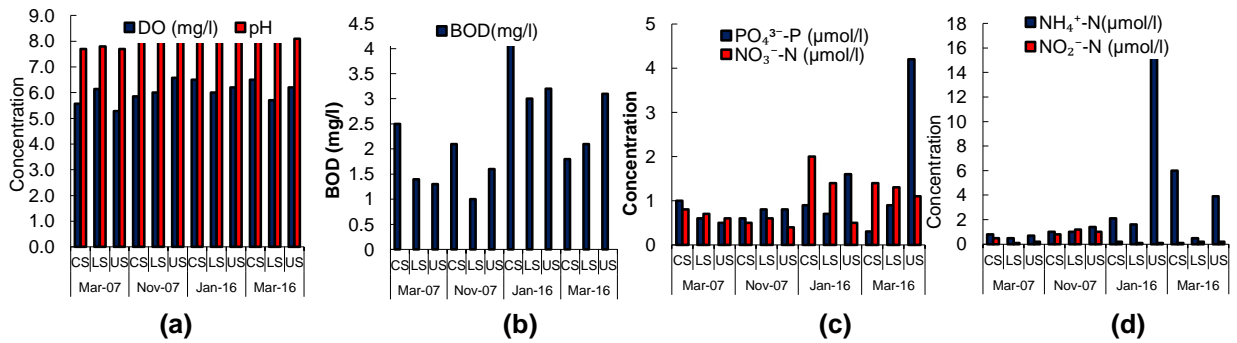 DO (mg/l) pH
9.0
8.0
7.0
6.0
5.0
4.0
3.0
2.0
1.0
0.0
Concentration
CS LS US CS LS US CS LS US CS LS US
Mar-07 Nov-07 Jan-16 Mar-16
(a)
BOD(mg/l)
4
3.5
3
2.5
2
1.5
1
0.5
0
BOD (mg/l)
CS LS US CS LS US CS LS US CS LS US
Mar-07 Nov-07 Jan-16 Mar-16
(b)
PO₄³⁻-P (µmol/l)
NO₃⁻-N (µmol/l)
5
4
3
2
1
0
Concentration
CS LS US CS LS US CS LS US CS LS US
Mar-07 Nov-07 Jan-16 Mar-16
(c)
NH₄⁺-N(µmol/l)
NO₂⁻-N (µmol/l)
18
16
14
12
10
8
6
4
2
0
Concentration
CS LS US CS LS US CS LS US CS LS US
Mar-07 Nov-07 Jan-16 Mar-16
(d)